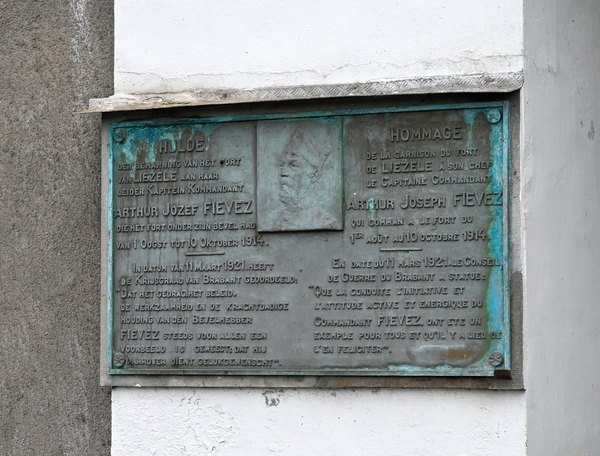 HULDE
DER BEMANNING VAN HET FORT
VAN LIEZELE AAN HAAR
LEIDER KAPITEIN KOMMANDANT
ARTHUR JOZEF FIEVEZ
DIE HET FORT ONDER ZIJN BEVEL HAD
VAN 1 OOGST TOT 10 OKTOBER 1914.
IN DATUM VAN 11 MAART 1921 HEEFT
DE KRIJGSRAAD VAN BRABANT GEOORDEELD:
"DAT HET GEDRAG HET BELEID,
DE WERKZAAMHEID EN DE KRACHTDADIGE
HOUDING VAN DEN BEVELHEBBER
FIEVEZ STEEDS VOOR ALLEN EEN
VOORBEELD IS GEWEEST; DAT HIJ
DAAROVER DIENT GELUKGEWENSCHT".
HOMMAGE
DE LA GARNISON DU FORT
DE LIEZELE A SON CHEF
LE CAPITAINE COMMANDANT
ARTHUR JOSEPH FIEVEZ
QUI COMMANDA LE FORT DU
1ER AOÛT AU 10 OCTOBRE 1914.
EN DATE DU 11 MARS 1921 LE CONSEIL
DE GUERRE DU BRABANT A STATUÉ:
"QUE LA CONDUITE L'INITIATIVE ET
L'ATTITUDE ACTIVE ET ENERGIQUE DU
COMMANDANT FIEVEZ, ONT ETE UN
EXEMPLE POUR TOUS ET QU'IL Y A LIEU DE
L'EN FELICITER".